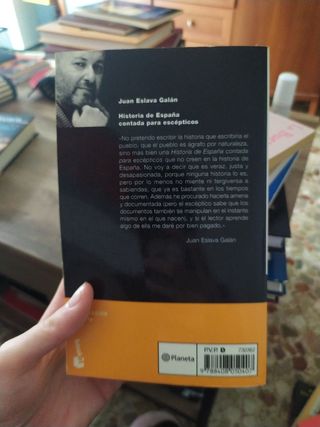 Juan Eslava Galán
Historia de España
contada para escépticos
«No pretendo escribir la historia que escribiría el
pueblo, que el pueblo es ágrafo por naturaleza,
sino más bien una Historia de España contada
para escépticos que no creen en la historia de
España. No voy a decir que es veraz, justa y
desapasionada, porque ninguna historia lo es,
pero por lo menos no miente ni tergiversa a
sabiendas, que ya es bastante en los tiempos
que corren. Además he procurado hacerla amena
y documentada (pero el escéptico sabe que los
documentos también se manipulan en el instante
mismo en el que nacen), y si el lector aprende
algo de ella me daré por bien pagado.»
Juan Eslava Galán
P.V.P.
Planeta
9788408050407